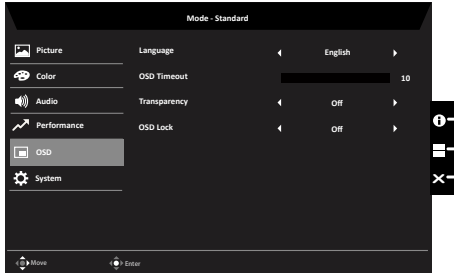 Mode - Standard
Picture
Language English
Color
OSD Timeout 10
Audio
Transparency Off
Performance
OSD Lock Off
OSD
System
Move Enter